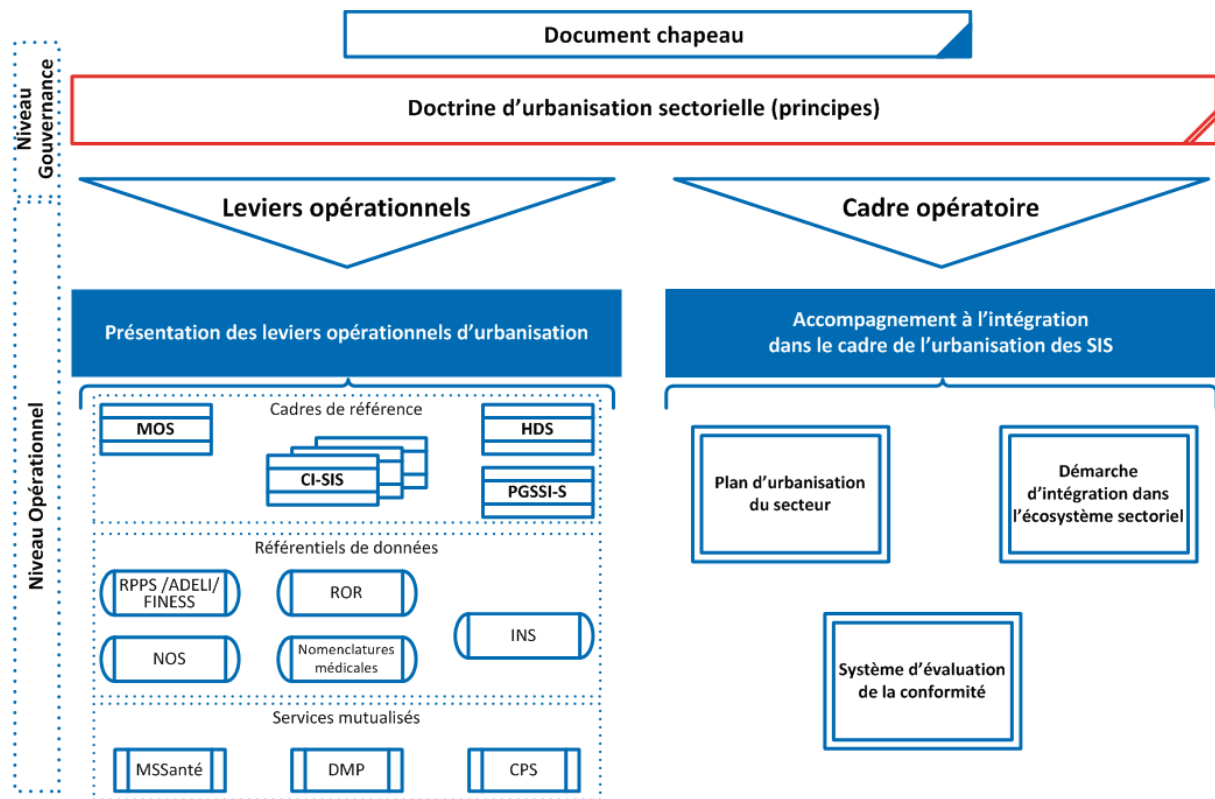 Document chapeau
Niveau
Gouvernance
Doctrine d’urbanisation sectorielle (principes)
Leviers opérationnels
Cadre opératoire
Niveau Opérationnel
Présentation des leviers opérationnels d’urbanisation
Accompagnement à l’intégration
dans le cadre de l’urbanisation des SIS
Cadres de référence
MOS
HDS
CI-SIS
PGSSI-S
Référentiels de données
RPPS /ADELI/
FINESS
ROR
INS
NOS
Nomenclatures
médicales
Services mutualisés
MSSanté
DMP
CPS
Plan d’urbanisation
du secteur
Démarche
d’intégration dans
l’écosystème sectoriel
Système d’évaluation
de la conformité